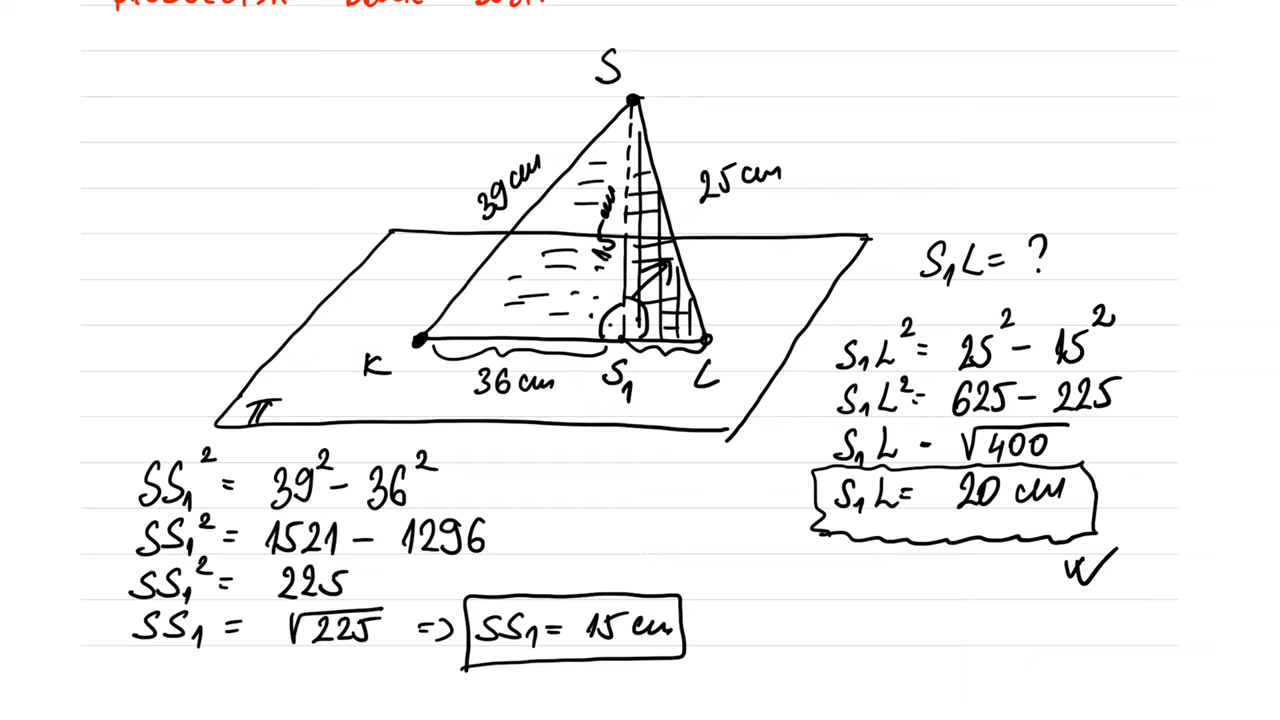 S
39 cm
25 cm
15 cm
S₁L = ?
K
36 cm
S₁
L
π
S₁L² = 25² - 15²
S₁L² = 625 - 225
S₁L - √400
S₁L = 20 cm
SS₁² = 39² - 36²
SS₁² = 1521 - 1296
SS₁² = 225
SS₁ = √225 => SS₁ = 15 cm